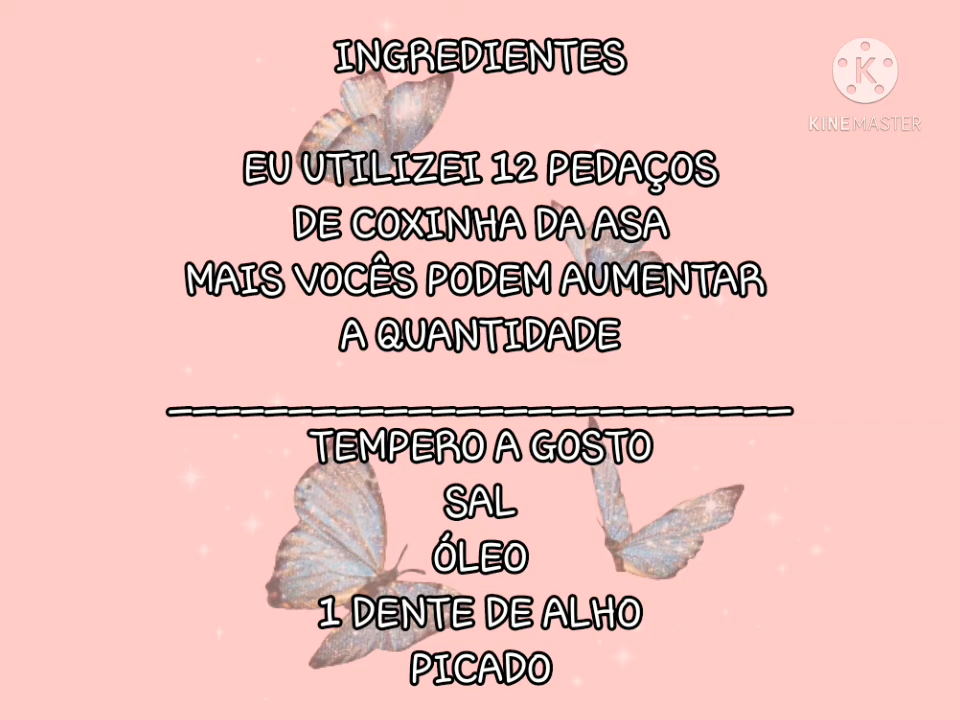 INGREDIENTES
KINEMASTER
EU UTILIZEI 12 PEDAÇOS
DE COXINHA DA ASA
MAIS VOCÊS PODEM AUMENTAR
A QUANTIDADE
__________________________
TEMPERO A GOSTO
SAL
ÓLEO
1 DENTE DE ALHO
PICADO